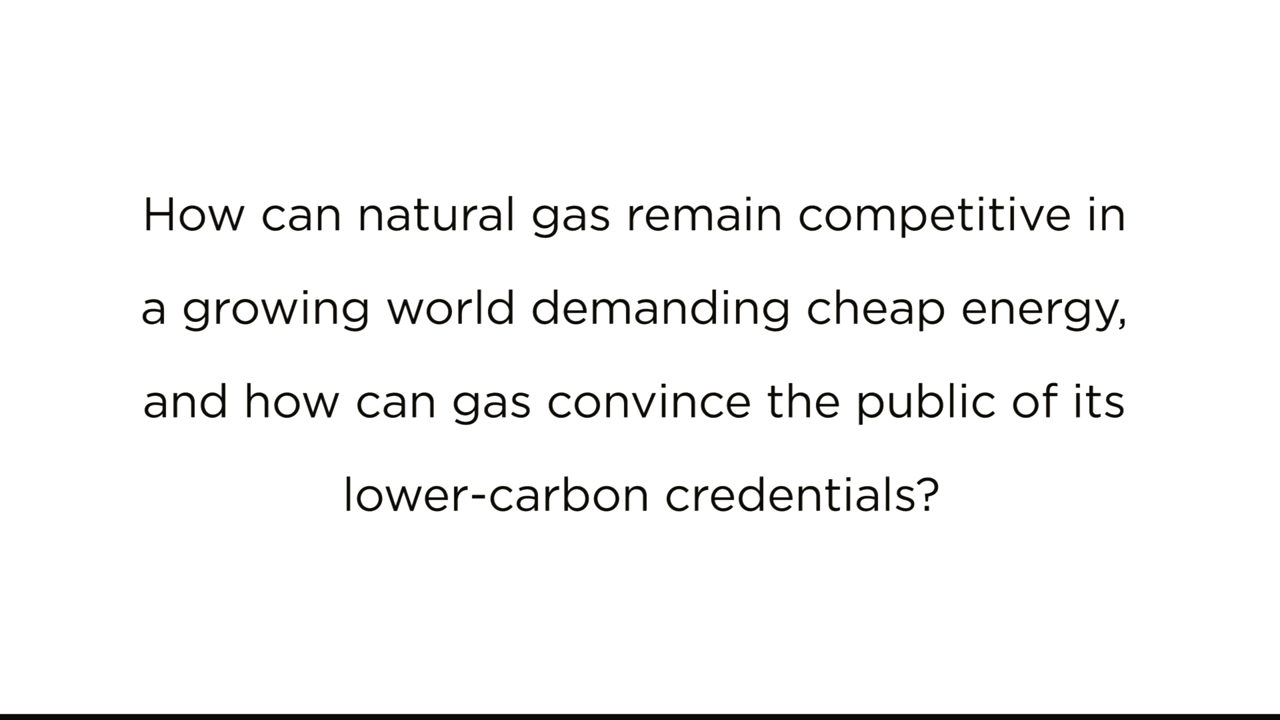 How can natural gas remain competitive in
a growing world demanding cheap energy,
and how can gas convince the public of its
lower-carbon credentials?